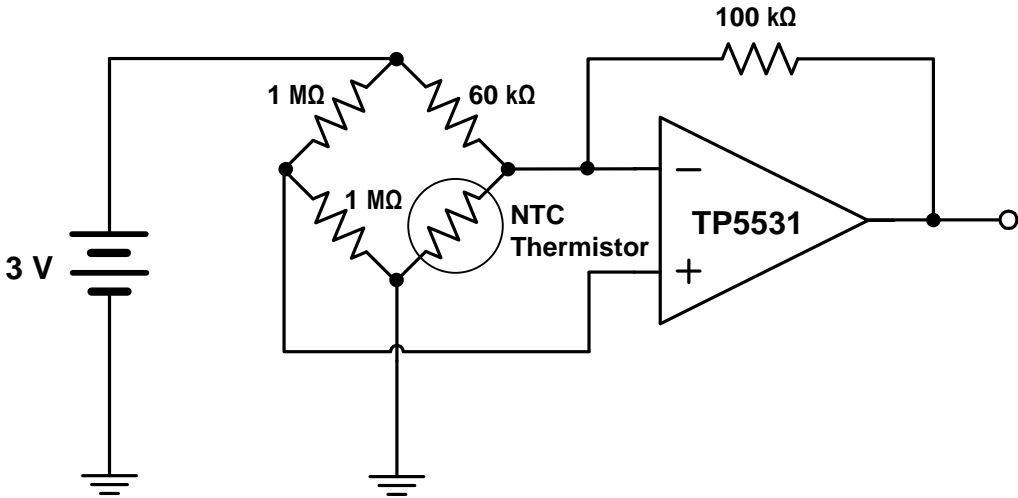 100 kΩ
1 MΩ
60 kΩ
1 MΩ
NTC
Thermistor
−
TP5531
+
3 V